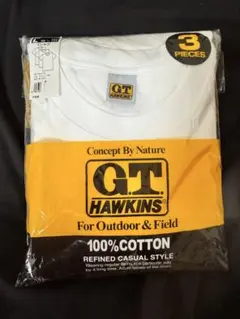 3
PIECES
G.T.
HAWKINS
Concept By Nature
G.T.
HAWKINS
For Outdoor & Field
100%COTTON
REFINED CASUAL STYLE